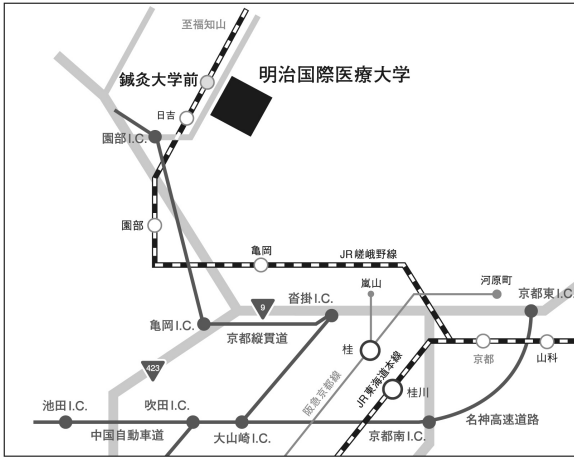 至福知山
鍼灸大学前
明治国際医療大学
日吉
園部I.C.
園部
亀岡
JR嵯峨野線
嵐山
河原町
京都東I.C.
沓掛I.C.
9
亀岡I.C.
京都縦貫道
桂
京都
山科
423
阪急京都線
JR東海道本線
桂川
池田I.C.
吹田I.C.
名神高速道路
中国自動車道
大山崎I.C.
京都南I.C.